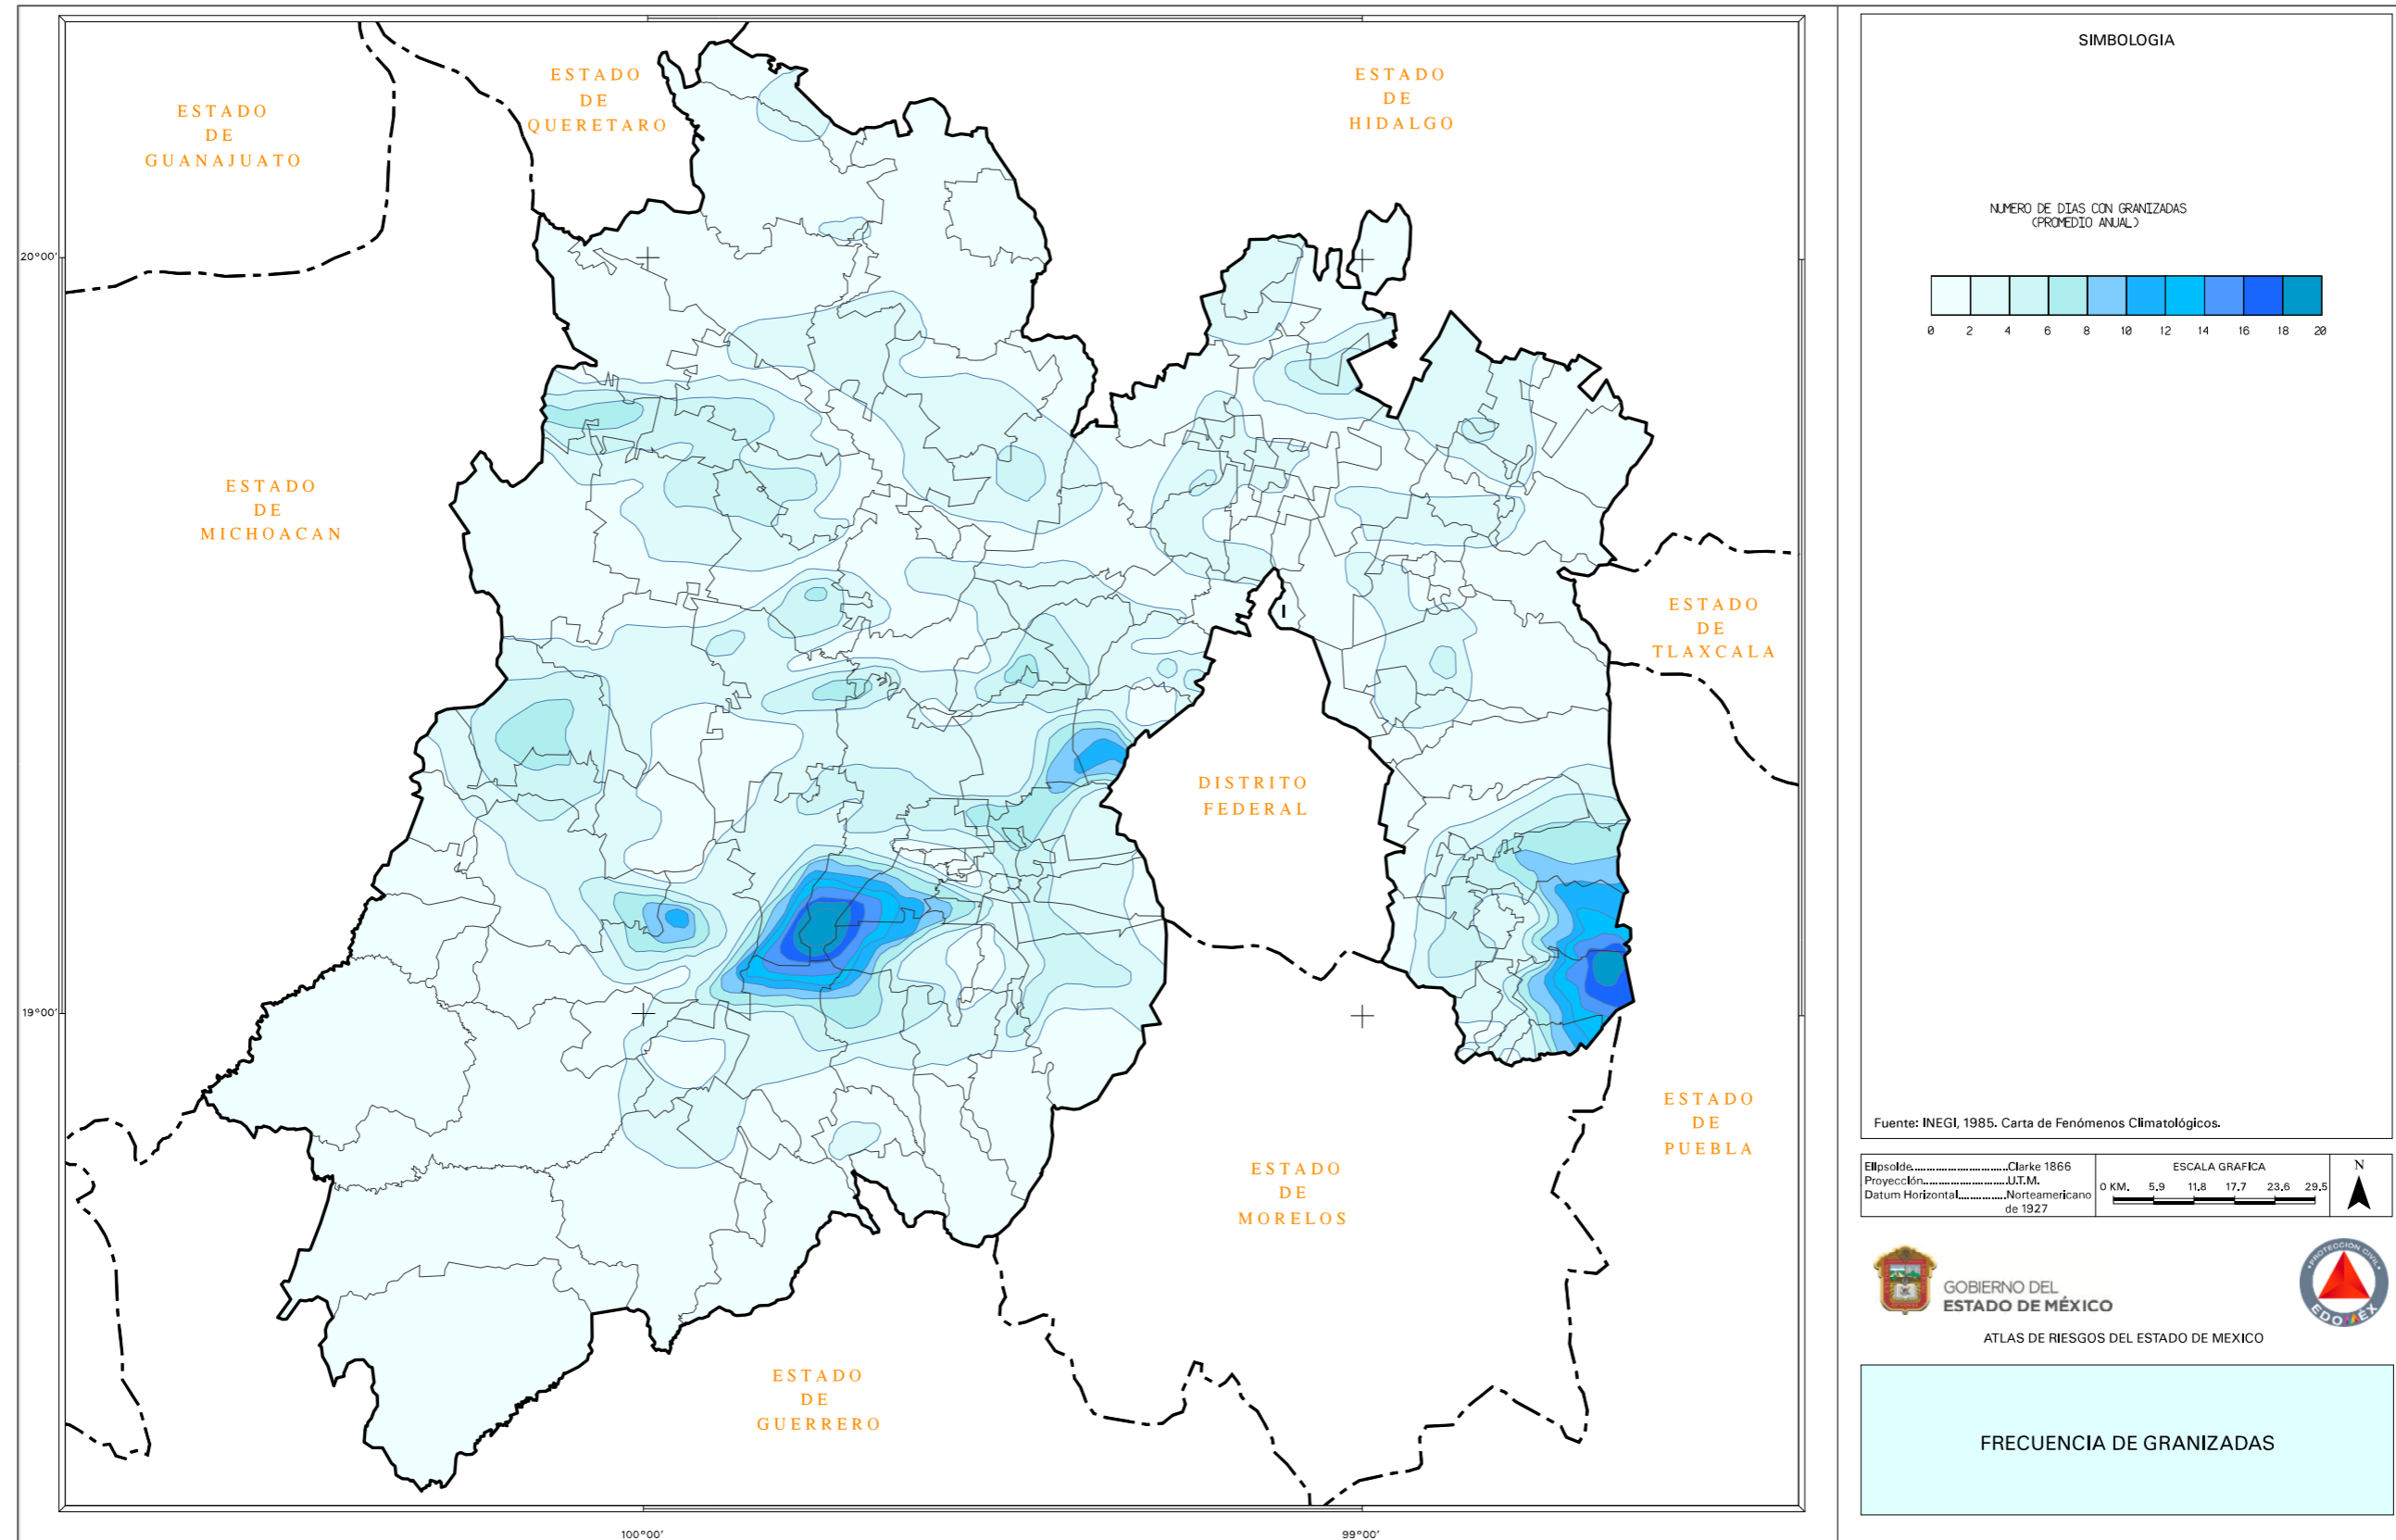 ESTADO
DE
GUANAJUATO
ESTADO
DE
QUERETARO
ESTADO
DE
HIDALGO
20°00'
ESTADO
DE
MICHOACAN
ESTADO
DE
TLAXCALA
DISTRITO
FEDERAL
19°00'
ESTADO
DE
PUEBLA
ESTADO
DE
MORELOS
ESTADO
DE
GUERRERO
100°00'
99°00'
SIMBOLOGIA
NUMERO DE DIAS CON GRANIZADAS
(PROMEDIO ANUAL)
0 2 4 6 8 10 12 14 16 18 20
Fuente: INEGI, 1985. Carta de Fenómenos Climatológicos.
Elipsoide............................Clarke 1866
Proyección.........................U.T.M.
Datum Horizontal..............Norteamericano
de 1927
ESCALA GRAFICA
0 KM. 5.9 11.8 17.7 23.6 29.5
N
GOBIERNO DEL
ESTADO DE MÉXICO
PROTECCIÓN CIVIL
EDOMÉX
ATLAS DE RIESGOS DEL ESTADO DE MEXICO
FRECUENCIA DE GRANIZADAS